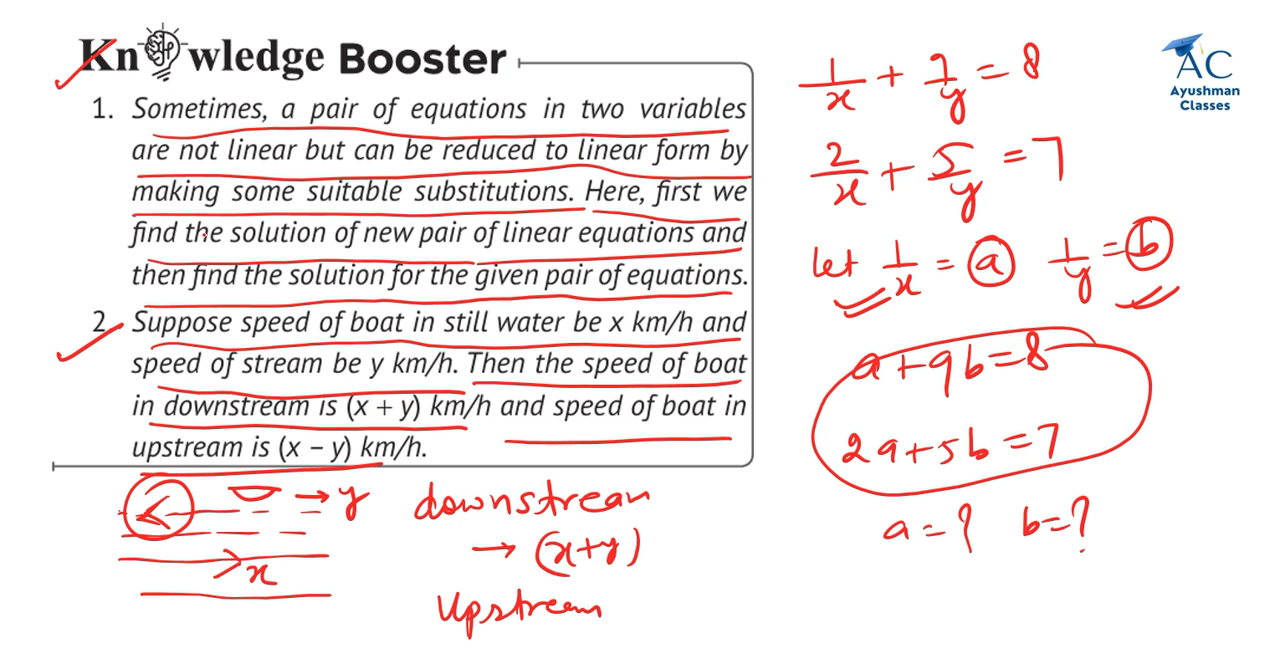 Knowledge Booster
1. Sometimes, a pair of equations in two variables
are not linear but can be reduced to linear form by
making some suitable substitutions. Here, first we
find the solution of new pair of linear equations and
then find the solution for the given pair of equations.
2. Suppose speed of boat in still water be x km/h and
speed of stream be y km/h. Then the speed of boat
in downstream is (x + y) km/h and speed of boat in
upstream is (x – y) km/h.
→ y
x
downstream
→ (x+y)
Upstream
1/x + 9/y = 8
2/x + 5/y = 7
let 1/x = a 1/y = b
a+9b=8
2a+5b=7
a=? b=?
AC
Ayushman
Classes